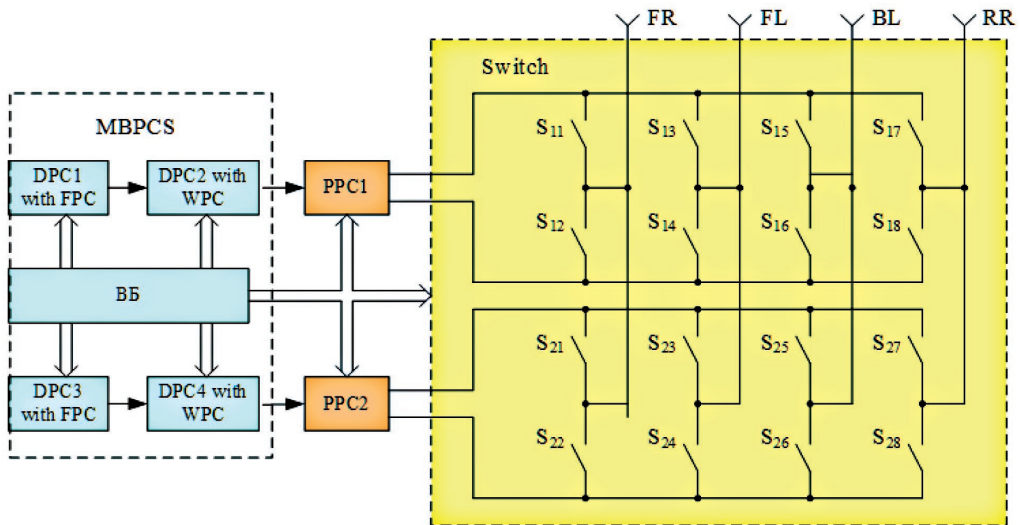 FR
FL
BL
RR
Switch
MBPCS
DPC1
with FPC
DPC2 with
WPC
PPC1
S11
S13
S15
S17
S12
S14
S16
S18
ВБ
S21
S23
S25
S27
DPC3
with FPC
DPC4 with
WPC
PPC2
S22
S24
S26
S28